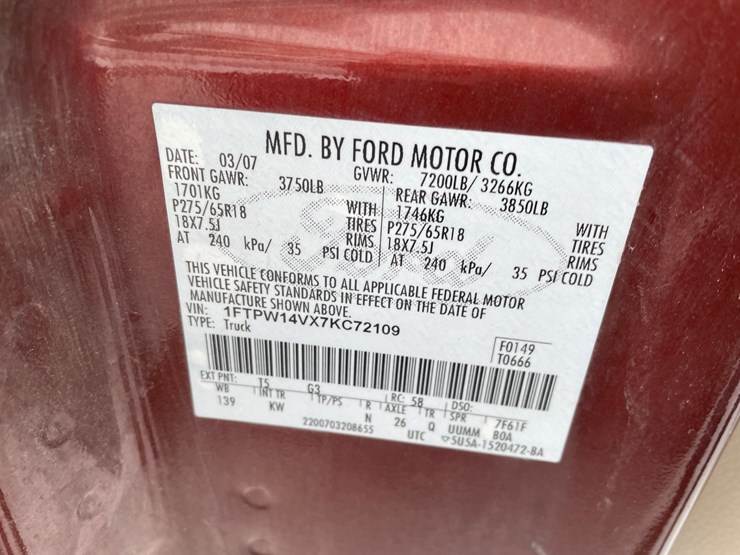 MFD. BY FORD MOTOR CO.
DATE: 03/07 GVWR: 7200LB/ 3266KG
FRONT GAWR: 3750LB REAR GAWR: 3850LB
1701KG WITH 1746KG WITH
P275/65R18 TIRES P275/65R18 TIRES
18X7.5J RIMS 18X7.5J RIMS
AT 240 kPa/ 35 PSI COLD AT 240 kPa/ 35 PSI COLD
THIS VEHICLE CONFORMS TO ALL APPLICABLE FEDERAL MOTOR
VEHICLE SAFETY STANDARDS IN EFFECT ON THE DATE OF
MANUFACTURE SHOWN ABOVE.
VIN: 1FTPW14VX7KC72109
TYPE: Truck
F0149
T0666
EXT PNT: T5 G3 RC: 58 DSO: 7F61F
WB INT TR TP/PS R AXLE TR SPR
139 KW N 26 Q UUMM BOA
2200703208655 UTC 5U5A-1520472-BA